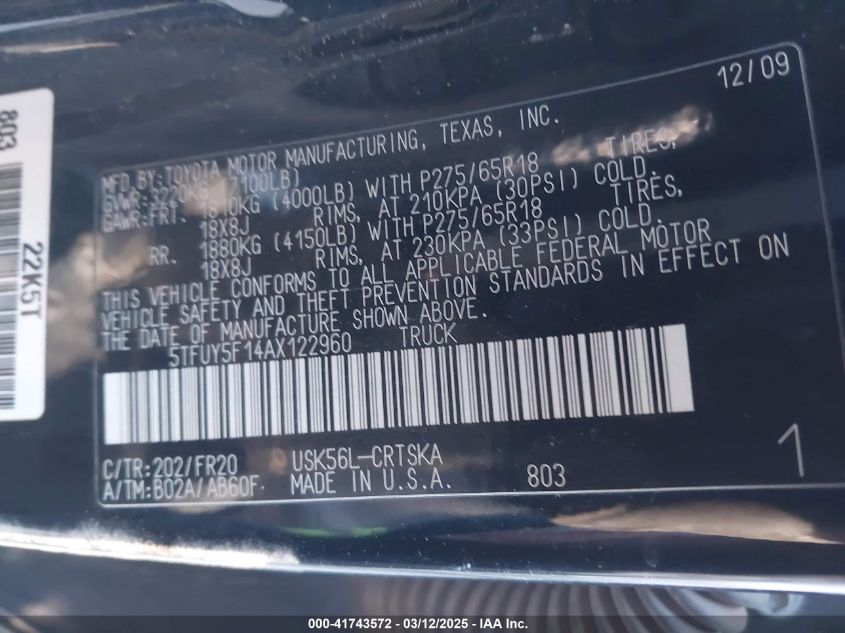 12/09
MFD.BY:TOYOTA MOTOR MANUFACTURING, TEXAS, INC.
GVWR:3220KG (7100LB)
GAWR:FRT. 1810KG (4000LB) WITH P275/65R18 TIRES,
18X8J RIMS, AT 210KPA (30PSI) COLD.
RR. 1880KG (4150LB) WITH P275/65R18 TIRES,
18X8J RIMS, AT 230KPA (33PSI) COLD.
THIS VEHICLE CONFORMS TO ALL APPLICABLE FEDERAL MOTOR
VEHICLE SAFETY AND THEFT PREVENTION STANDARDS IN EFFECT ON
THE DATE OF MANUFACTURE SHOWN ABOVE.
5TFUY5F14AX122960 TRUCK
C/TR:202/FR20 USK56L-CRTSKA
A/TM:B02A/AB60F MADE IN U.S.A. 803
1
803
22K5T
000-41743572 - 03/12/2025 - IAA Inc.